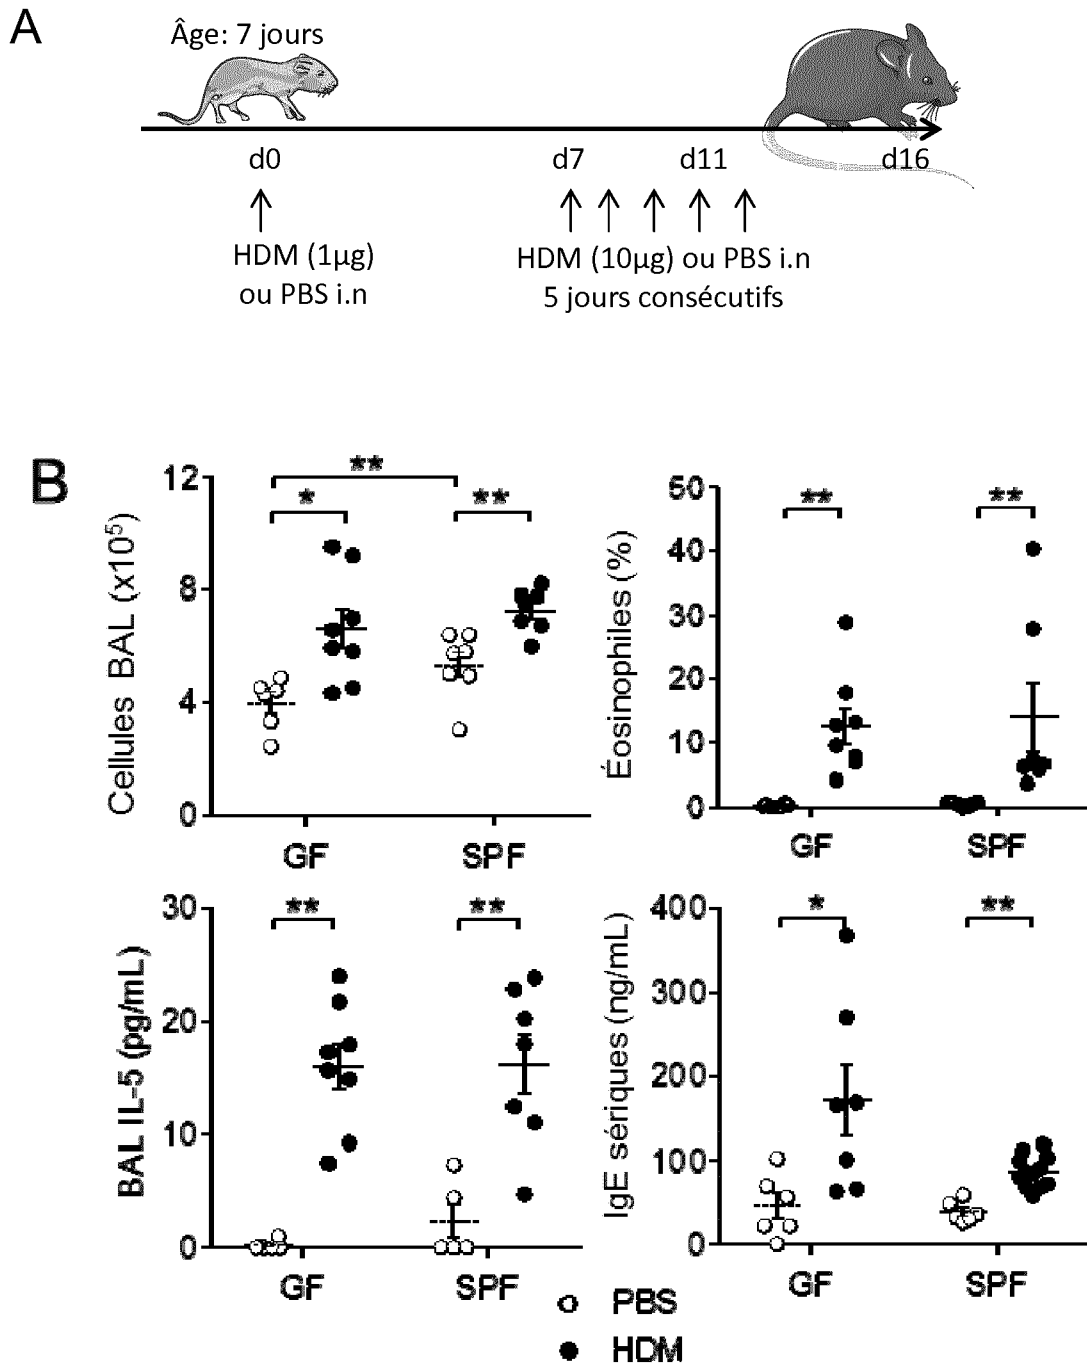 A
Âge: 7 jours
d0
d7
d11
d16
HDM (1µg)
ou PBS i.n
HDM (10µg) ou PBS i.n
5 jours consécutifs
B
Cellules BAL (x10⁵)
12
8
4
0
**
*
**
GF
SPF
Éosinophiles (%)
50
40
30
20
10
0
**
**
GF
SPF
BAL IL-5 (pg/mL)
30
20
10
0
**
**
GF
SPF
IgE sériques (ng/mL)
400
300
200
100
0
*
**
GF
SPF
PBS
HDM